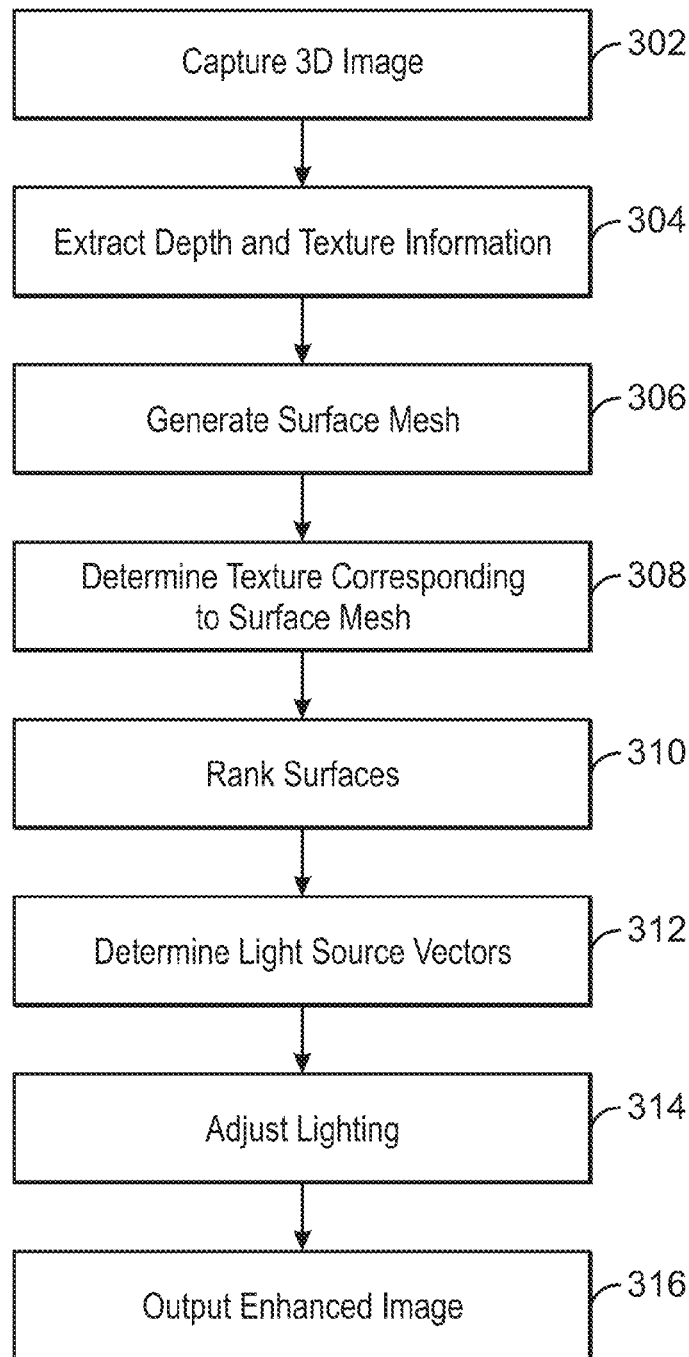 Capture 3D Image
302
Extract Depth and Texture Information
304
Generate Surface Mesh
306
Determine Texture Corresponding
to Surface Mesh
308
Rank Surfaces
310
Determine Light Source Vectors
312
Adjust Lighting
314
Output Enhanced Image
316